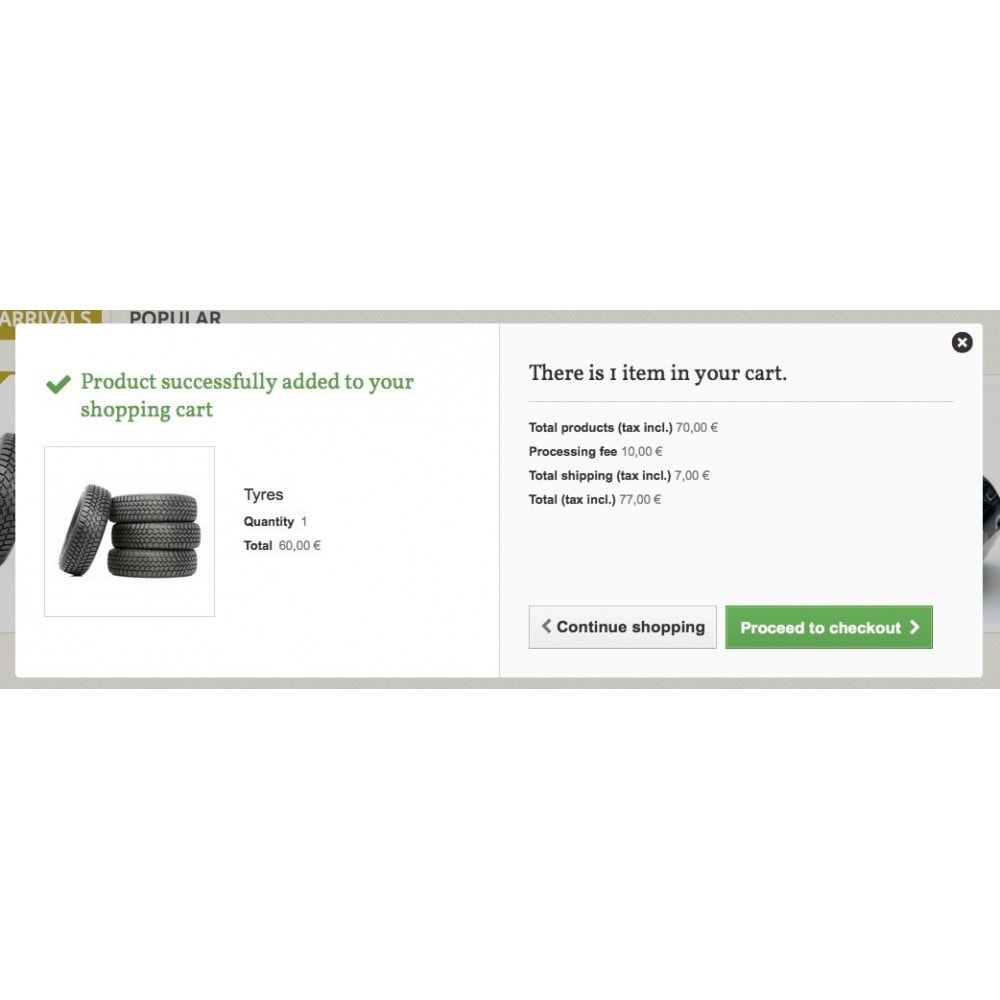 ARRIVALS
POPULAR
Product successfully added to your
shopping cart
Tyres
Quantity 1
Total 60,00 €
There is 1 item in your cart.
Total products (tax incl.) 70,00 €
Processing fee 10,00 €
Total shipping (tax incl.) 7,00 €
Total (tax incl.) 77,00 €
Continue shopping
Proceed to checkout